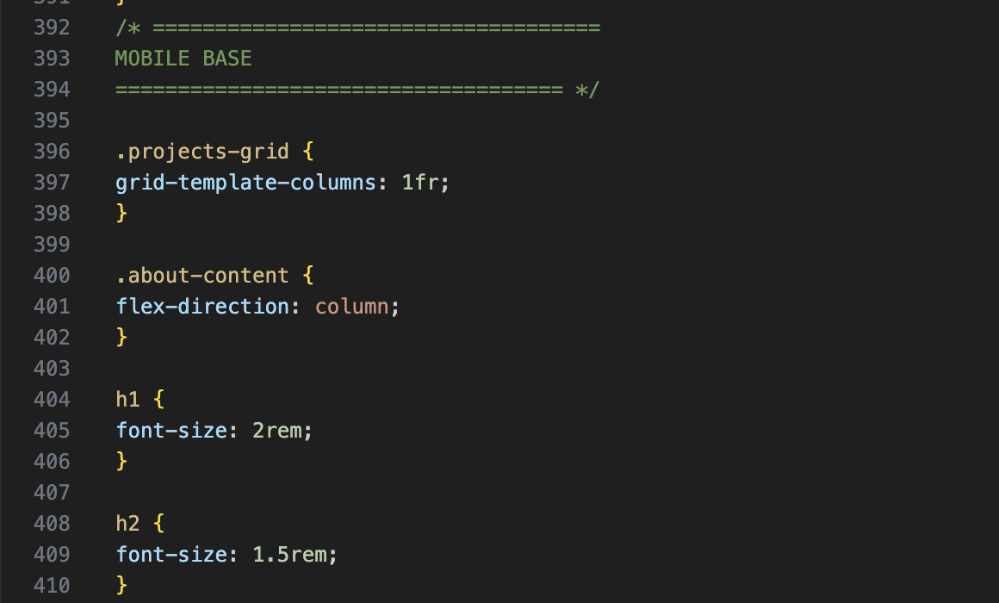 391 }
392 /* ====================================
393 MOBILE BASE
394 ==================================== */
395
396 .projects-grid {
397 grid-template-columns: 1fr;
398 }
399
400 .about-content {
401 flex-direction: column;
402 }
403
404 h1 {
405 font-size: 2rem;
406 }
407
408 h2 {
409 font-size: 1.5rem;
410 }